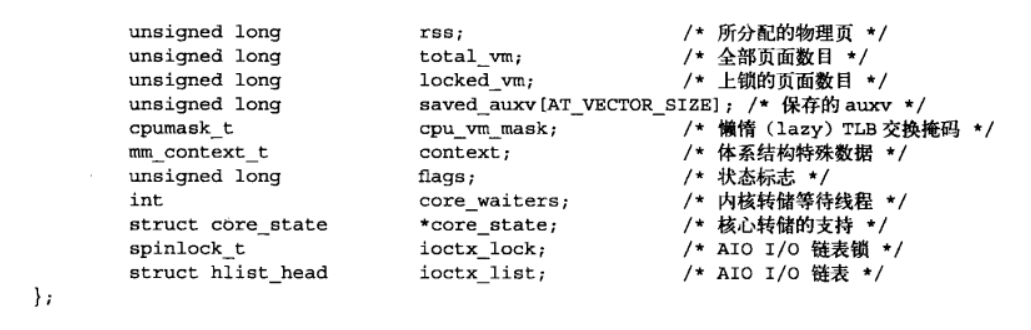 unsigned long rss; /* 所分配的物理页 */
unsigned long total_vm; /* 全部页面数目 */
unsigned long locked_vm; /* 上锁的页面数目 */
unsigned long saved_auxv[AT_VECTOR_SIZE]; /* 保存的 auxv */
cpumask_t cpu_vm_mask; /* 懒惰（lazy）TLB 交换掩码 */
mm_context_t context; /* 体系结构特殊数据 */
unsigned long flags; /* 状态标志 */
int core_waiters; /* 内核转储等待线程 */
struct core_state *core_state; /* 核心转储的支持 */
spinlock_t ioctx_lock; /* AIO I/O 链表锁 */
struct hlist_head ioctx_list; /* AIO I/O 链表 */
};